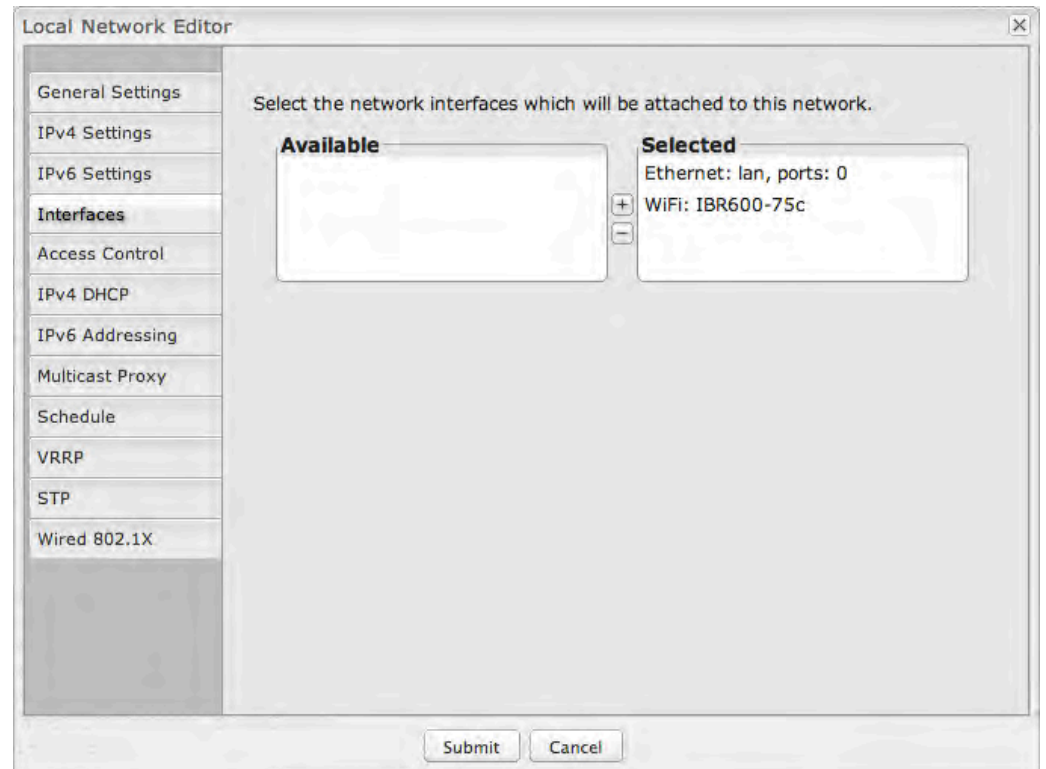 Local Network Editor
General Settings
IPv4 Settings
IPv6 Settings
Interfaces
Access Control
IPv4 DHCP
IPv6 Addressing
Multicast Proxy
Schedule
VRRP
STP
Wired 802.1X
Select the network interfaces which will be attached to this network.
Available
Selected
Ethernet: lan, ports: 0
WiFi: IBR600-75c
+
−
Submit
Cancel